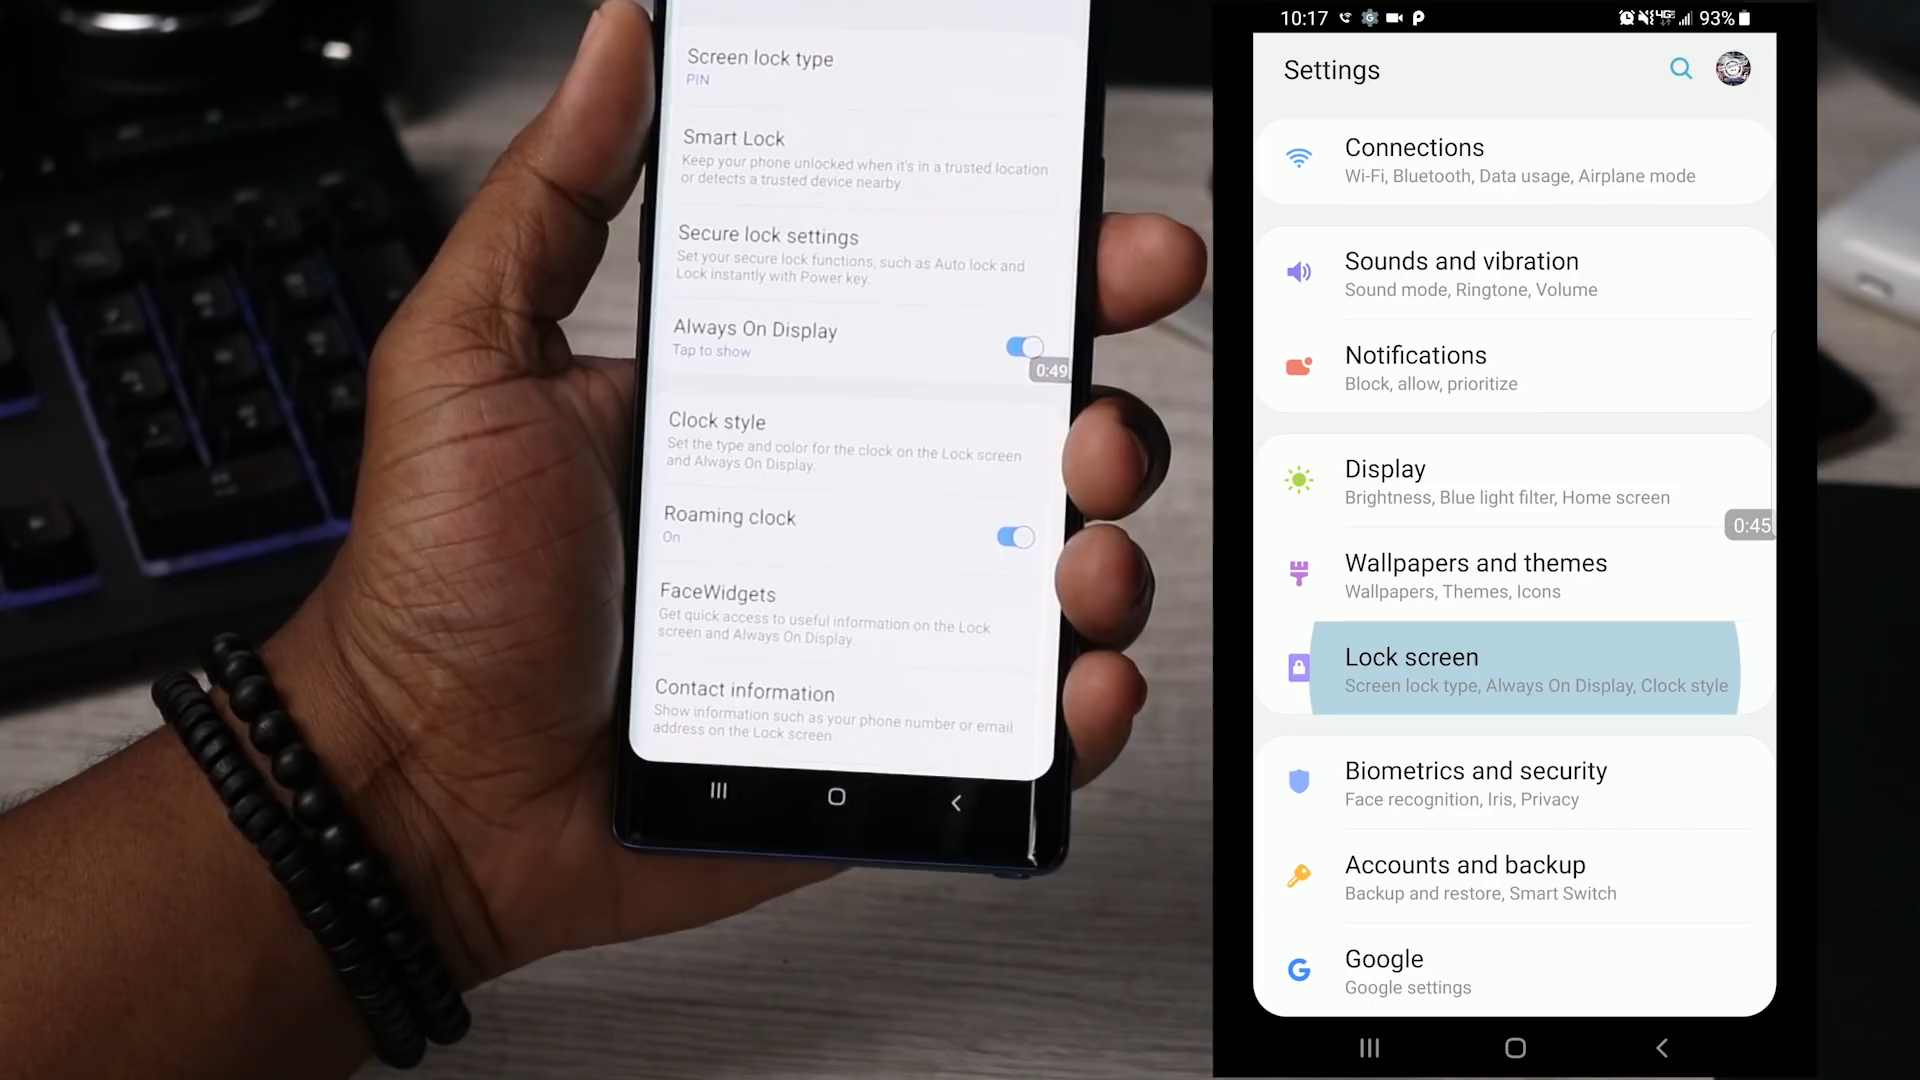 Screen lock type
PIN
Smart Lock
Keep your phone unlocked when it's in a trusted location
or detects a trusted device nearby.
Secure lock settings
Set your secure lock functions, such as Auto lock and
Lock instantly with Power key.
Always On Display
Tap to show
0:49
Clock style
Set the type and color for the clock on the Lock screen
and Always On Display.
Roaming clock
On
FaceWidgets
Get quick access to useful information on the Lock
screen and Always On Display.
Contact information
Show information such as your phone number or email
address on the Lock screen.
10:17
93%
Settings
Connections
Wi-Fi, Bluetooth, Data usage, Airplane mode
Sounds and vibration
Sound mode, Ringtone, Volume
Notifications
Block, allow, prioritize
Display
Brightness, Blue light filter, Home screen
0:45
Wallpapers and themes
Wallpapers, Themes, Icons
Lock screen
Screen lock type, Always On Display, Clock style
Biometrics and security
Face recognition, Iris, Privacy
Accounts and backup
Backup and restore, Smart Switch
Google
Google settings